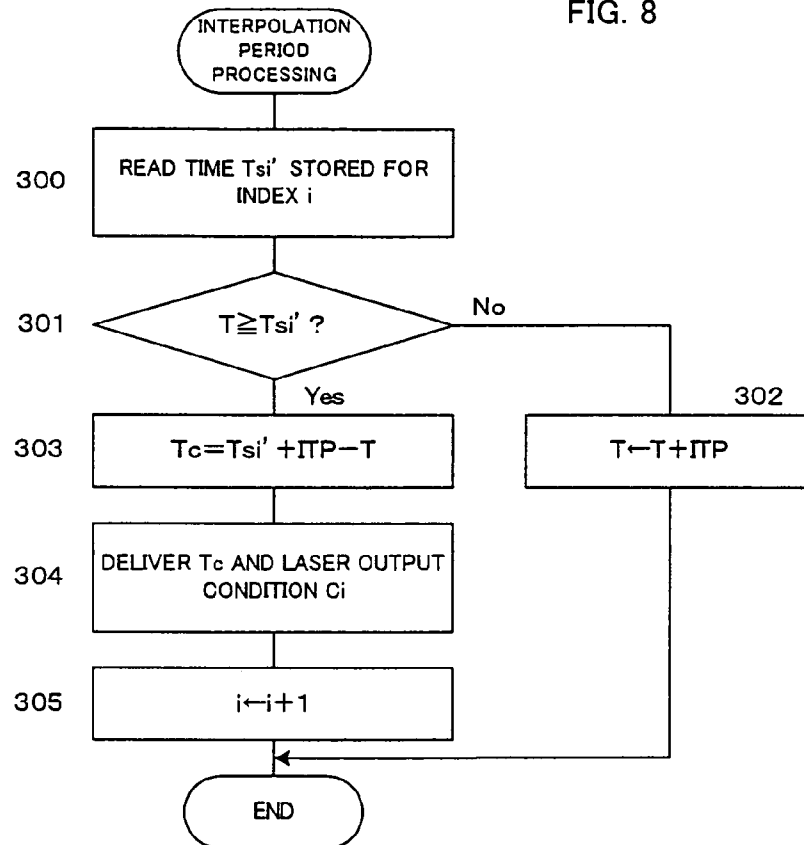 FIG. 8
INTERPOLATION
PERIOD
PROCESSING
300
READ TIME Tsi' STORED FOR
INDEX i
301
T≧Tsi' ?
No
Yes
302
303
Tc=Tsi'+ITP-T
T←T+ITP
304
DELIVER Tc AND LASER OUTPUT
CONDITION Ci
305
i←i+1
END